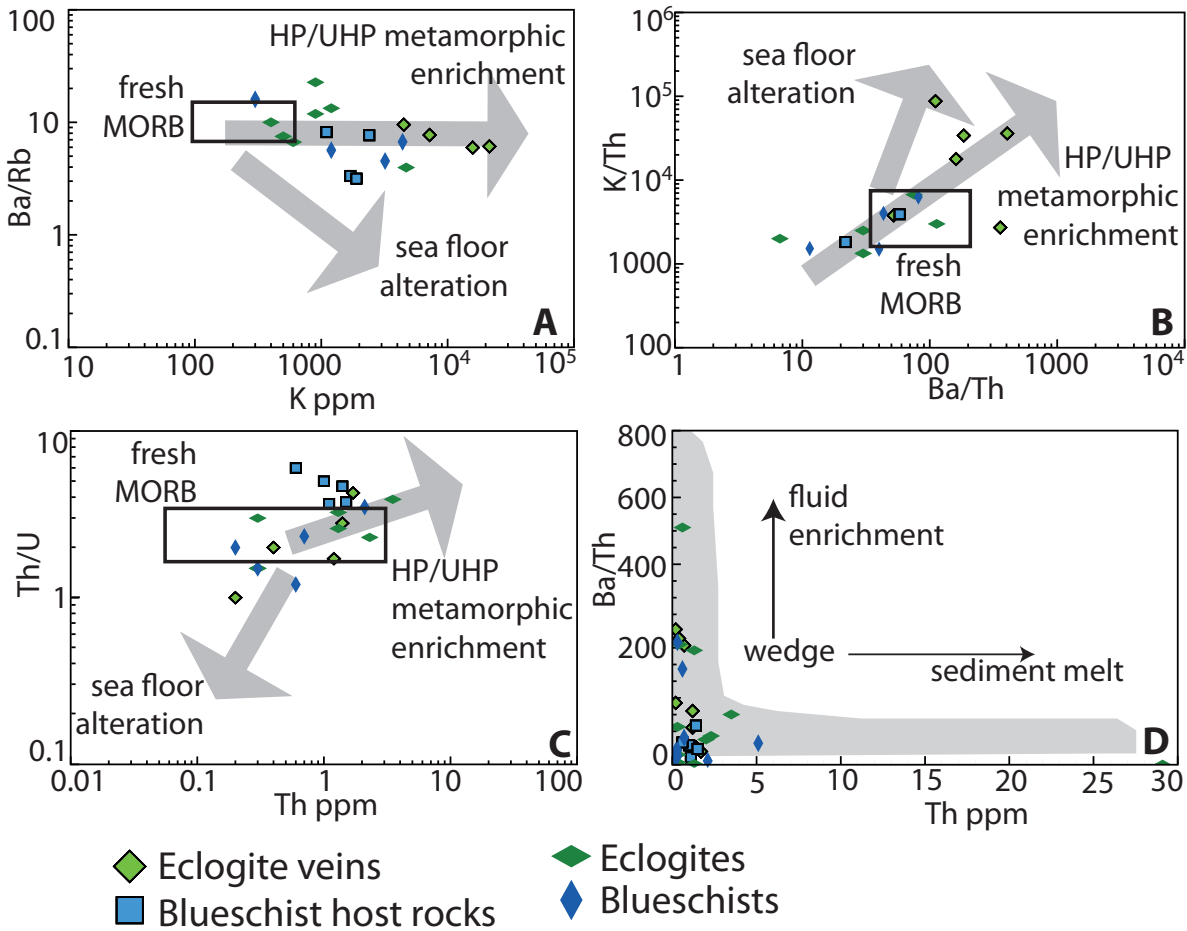 100
10
1
0.1
Ba/Rb
HP/UHP metamorphic
enrichment
fresh
MORB
sea floor
alteration
A
10
100
1000
10⁴
10⁵
K ppm
10⁶
10⁵
10⁴
1000
100
K/Th
sea floor
alteration
HP/UHP
metamorphic
enrichment
fresh
MORB
B
1
10
100
1000
10⁴
Ba/Th
10
1
0.1
Th/U
fresh
MORB
HP/UHP
metamorphic
enrichment
sea floor
alteration
C
0.01
0.1
1
10
100
Th ppm
800
600
400
200
0
Ba/Th
fluid
enrichment
wedge
sediment melt
D
0
5
10
15
20
25
30
Th ppm
Eclogite veins
Eclogites
Blueschist host rocks
Blueschists